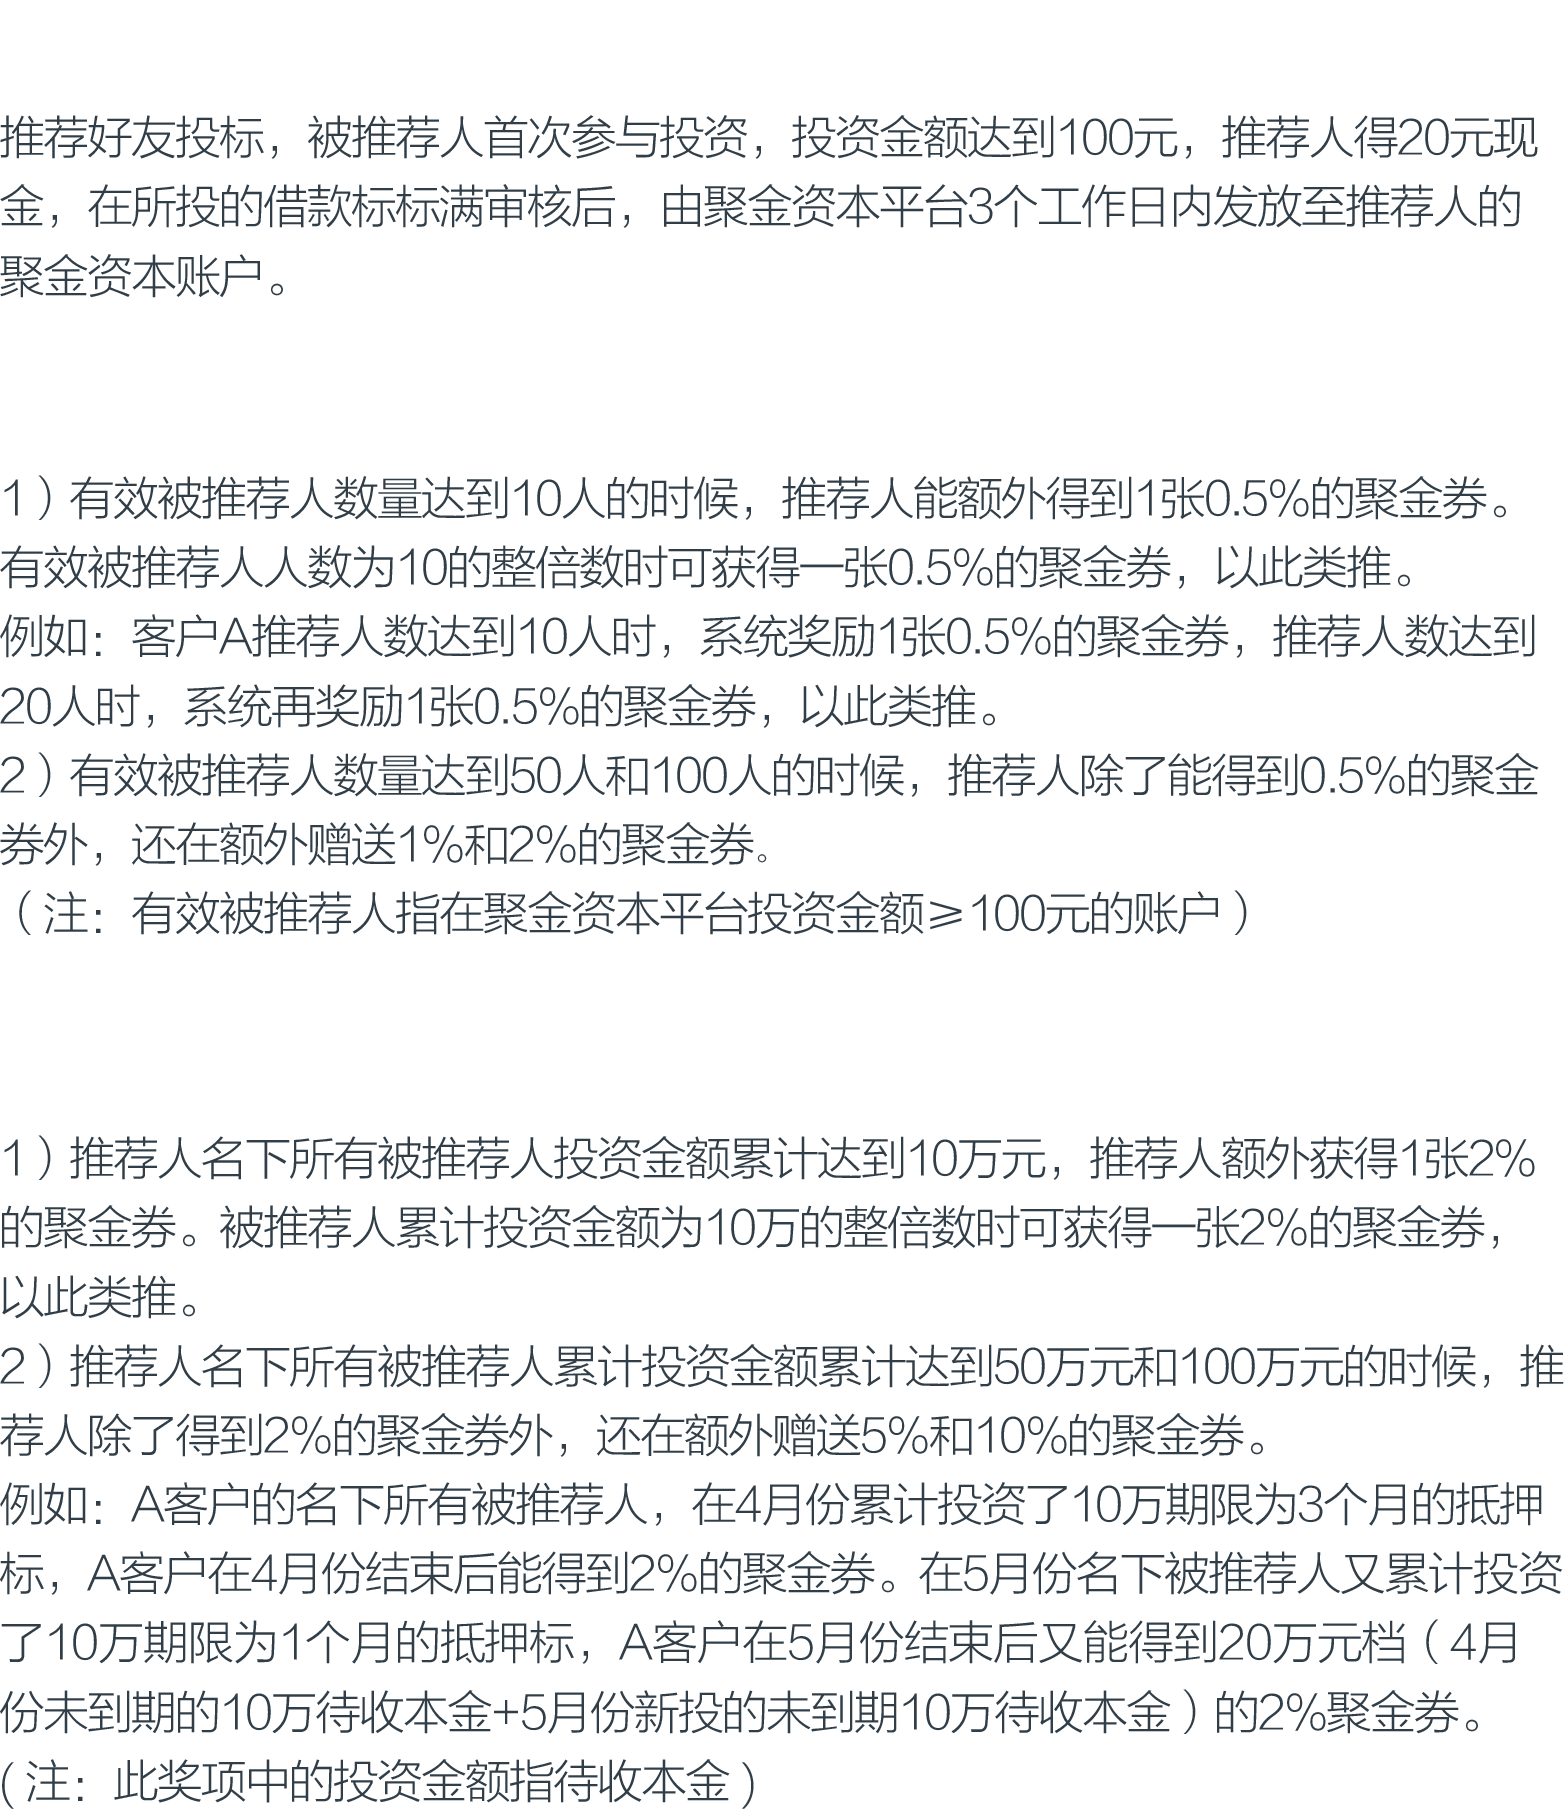 推荐好友投标，被推荐人首次参与投资，投资金额达到100元，推荐人得20元现
金，在所投的借款标标满审核后，由聚金资本平台3个工作日内发放至推荐人的
聚金资本账户。
1）有效被推荐人数量达到10人的时候，推荐人能额外得到1张0.5%的聚金券。
有效被推荐人人数为10的整倍数时可获得一张0.5%的聚金券，以此类推。
例如：客户A推荐人数达到10人时，系统奖励1张0.5%的聚金券，推荐人数达到
20人时，系统再奖励1张0.5%的聚金券，以此类推。
2）有效被推荐人数量达到50人和100人的时候，推荐人除了能得到0.5%的聚金
券外，还在额外赠送1%和2%的聚金券。
（注：有效被推荐人指在聚金资本平台投资金额≥100元的账户）
1）推荐人名下所有被推荐人投资金额累计达到10万元，推荐人额外获得1张2%
的聚金券。被推荐人累计投资金额为10万的整倍数时可获得一张2%的聚金券，
以此类推。
2）推荐人名下所有被推荐人累计投资金额累计达到50万元和100万元的时候，推
荐人除了得到2%的聚金券外，还在额外赠送5%和10%的聚金券。
例如：A客户的名下所有被推荐人，在4月份累计投资了10万期限为3个月的抵押
标，A客户在4月份结束后能得到2%的聚金券。在5月份名下被推荐人又累计投资
了10万期限为1个月的抵押标，A客户在5月份结束后又能得到20万元档（4月
份未到期的10万待收本金+5月份新投的未到期10万待收本金）的2%聚金券。
(注：此奖项中的投资金额指待收本金)